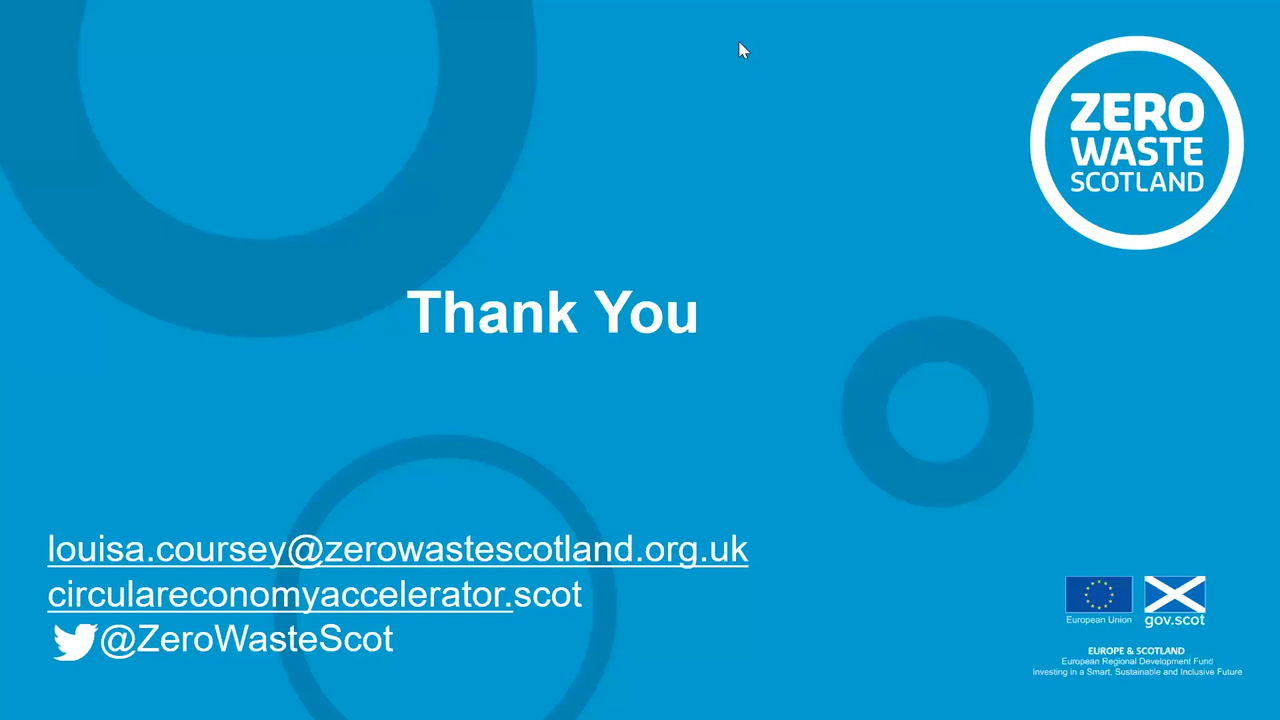 ZERO
WASTE
SCOTLAND
Thank You
louisa.coursey@zerowastescotland.org.uk
circulareconomyaccelerator.scot
@ZeroWasteScot
European Union
gov.scot
EUROPE & SCOTLAND
European Regional Development Fund
Investing in a Smart, Sustainable and Inclusive Future